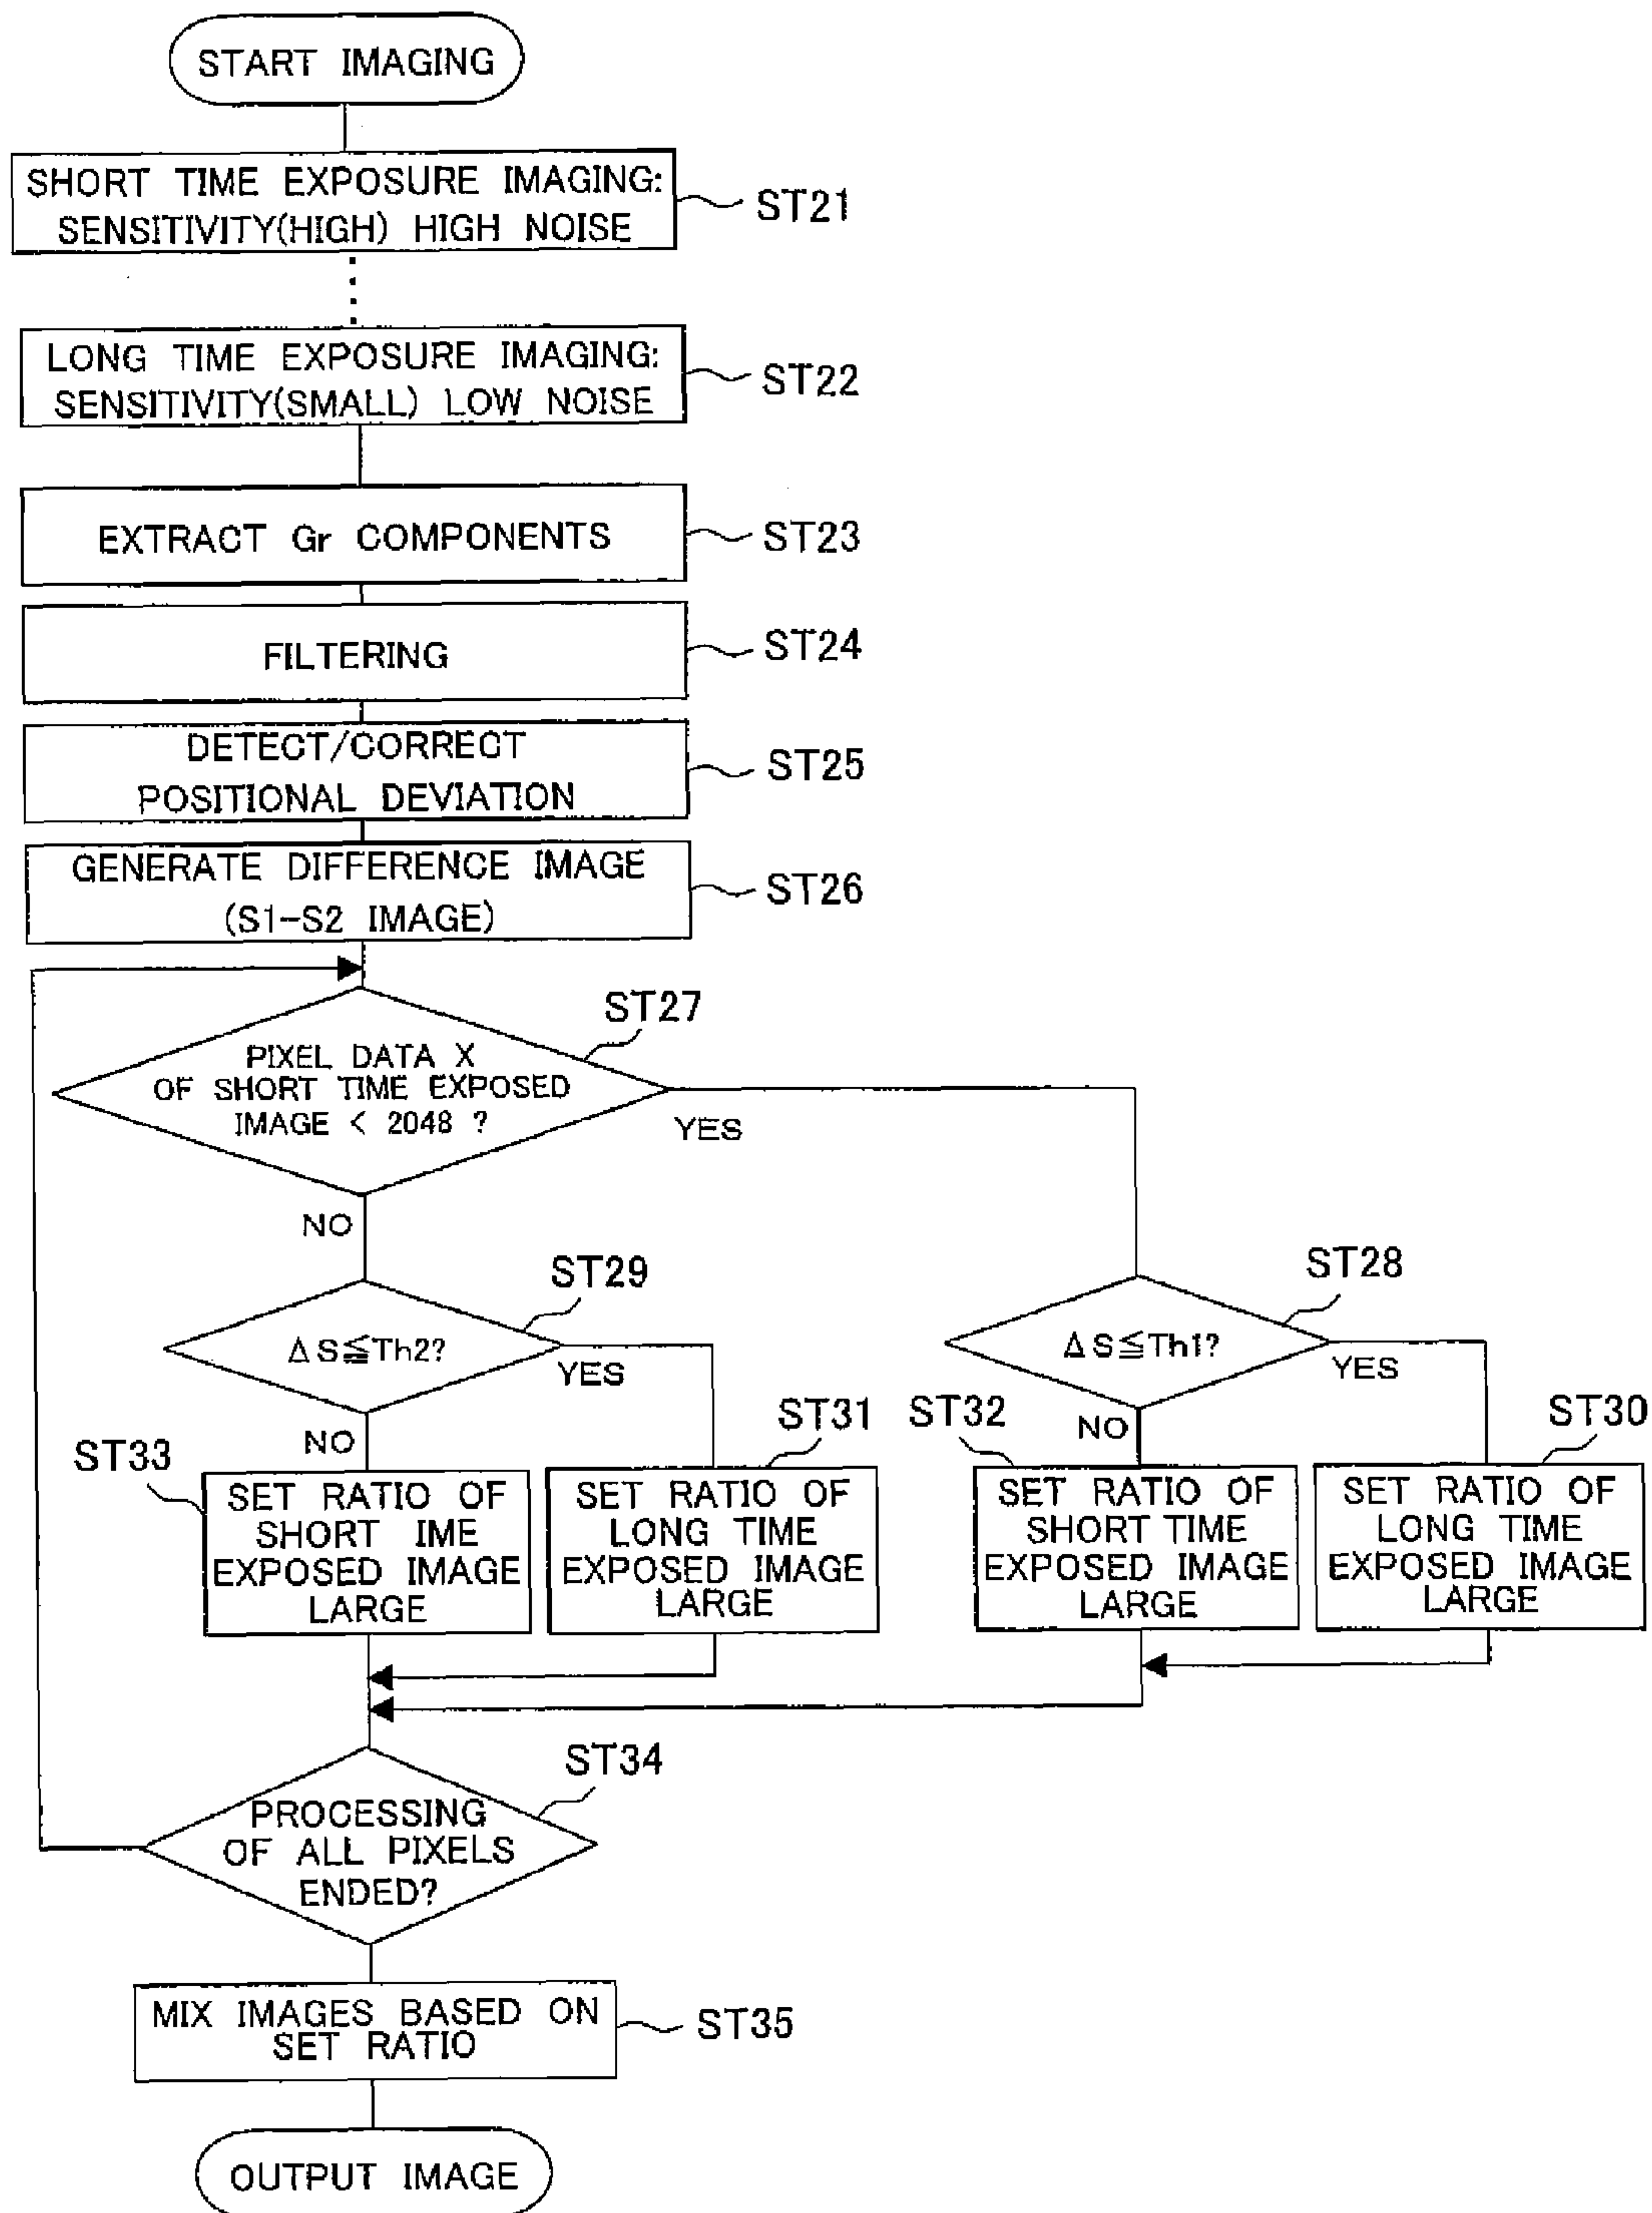 START IMAGING
SHORT TIME EXPOSURE IMAGING:
SENSITIVITY(HIGH) HIGH NOISE
ST21
LONG TIME EXPOSURE IMAGING:
SENSITIVITY(SMALL) LOW NOISE
ST22
EXTRACT Gr COMPONENTS
ST23
FILTERING
ST24
DETECT/CORRECT
POSITIONAL DEVIATION
ST25
GENERATE DIFFERENCE IMAGE
(S1-S2 IMAGE)
ST26
ST27
PIXEL DATA X
OF SHORT TIME EXPOSED
IMAGE < 2048 ?
YES
NO
ST29
ΔS≦Th2?
YES
NO
ST28
ΔS≦Th1?
YES
NO
ST33
SET RATIO OF
SHORT IME
EXPOSED IMAGE
LARGE
ST31
SET RATIO OF
LONG TIME
EXPOSED IMAGE
LARGE
ST32
SET RATIO OF
SHORT TIME
EXPOSED IMAGE
LARGE
ST30
SET RATIO OF
LONG TIME
EXPOSED IMAGE
LARGE
ST34
PROCESSING
OF ALL PIXELS
ENDED?
MIX IMAGES BASED ON
SET RATIO
ST35
OUTPUT IMAGE